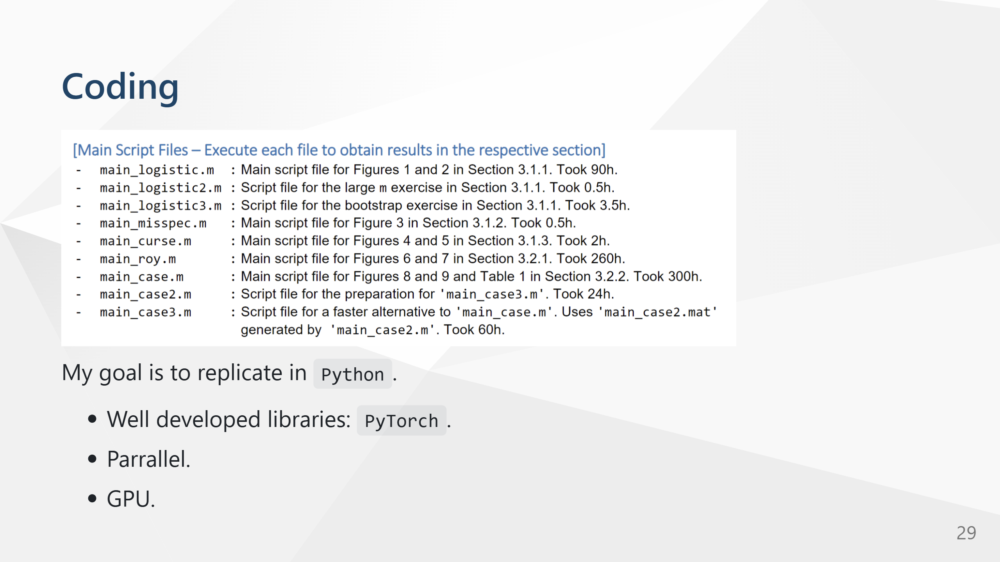 Coding
[Main Script Files – Execute each file to obtain results in the respective section]
- main_logistic.m : Main script file for Figures 1 and 2 in Section 3.1.1. Took 90h.
- main_logistic2.m : Script file for the large m exercise in Section 3.1.1. Took 0.5h.
- main_logistic3.m : Script file for the bootstrap exercise in Section 3.1.1. Took 3.5h.
- main_misspec.m : Main script file for Figure 3 in Section 3.1.2. Took 0.5h.
- main_curse.m : Main script file for Figures 4 and 5 in Section 3.1.3. Took 2h.
- main_roy.m : Main script file for Figures 6 and 7 in Section 3.2.1. Took 260h.
- main_case.m : Main script file for Figures 8 and 9 and Table 1 in Section 3.2.2. Took 300h.
- main_case2.m : Script file for the preparation for 'main_case3.m'. Took 24h.
- main_case3.m : Script file for a faster alternative to 'main_case.m'. Uses 'main_case2.mat'
generated by 'main_case2.m'. Took 60h.
My goal is to replicate in Python.
• Well developed libraries: PyTorch.
• Parrallel.
• GPU.
29